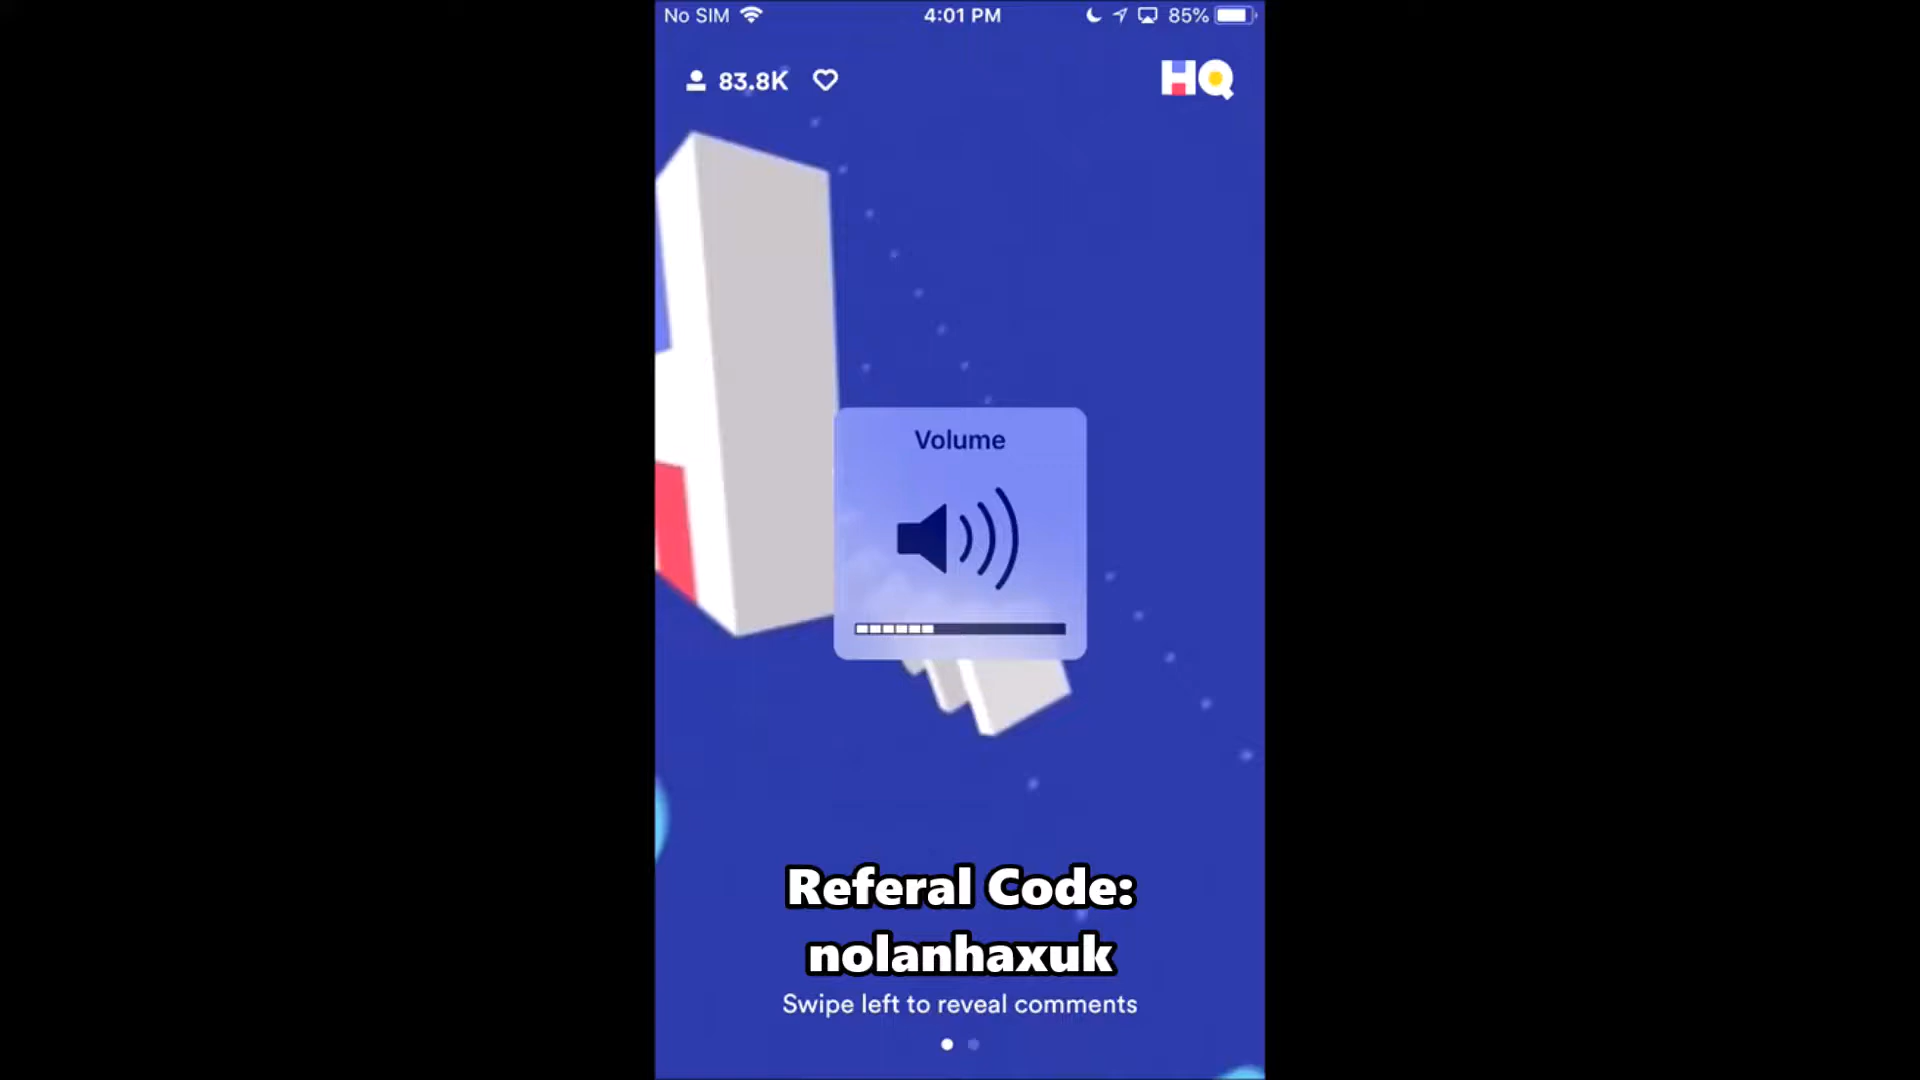 No SIM 4:01 PM 85%
83.8K HQ
Volume
Referal Code:
nolanhaxuk
Swipe left to reveal comments